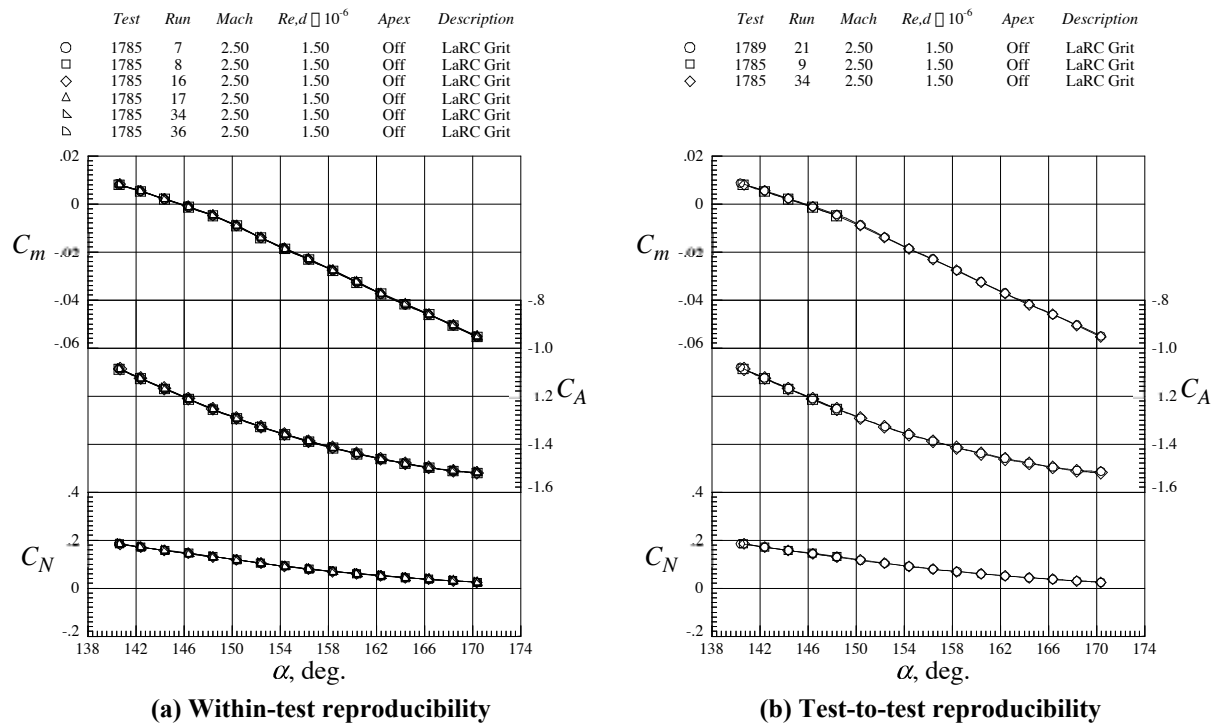 Test Run Mach Re,d 10-6 Apex Description
1785 7 2.50 1.50 Off LaRC Grit
1785 8 2.50 1.50 Off LaRC Grit
1785 16 2.50 1.50 Off LaRC Grit
1785 17 2.50 1.50 Off LaRC Grit
1785 34 2.50 1.50 Off LaRC Grit
1785 36 2.50 1.50 Off LaRC Grit
.02
0
Cm -.02
-.04
-.06
-.8
-1.0
1.2 CA
-1.4
-1.6
.4
CN .2
0
-.2
138 142 146 150 154 158 162 166 170 174
α, deg.
(a) Within-test reproducibility
Test Run Mach Re,d 10-6 Apex Description
1789 21 2.50 1.50 Off LaRC Grit
1785 9 2.50 1.50 Off LaRC Grit
1785 34 2.50 1.50 Off LaRC Grit
.02
0
Cm -.02
-.04
-.06
-.8
-1.0
1.2 CA
-1.4
-1.6
.4
CN .2
0
-.2
138 142 146 150 154 158 162 166 170 174
α, deg.
(b) Test-to-test reproducibility